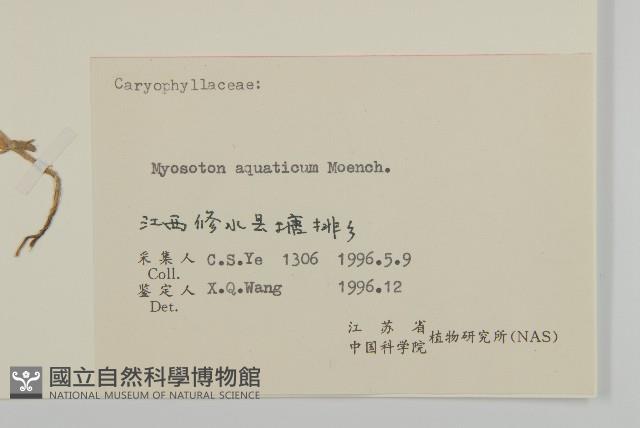 Caryophyllaceae:
Myosoton aquaticum Moench.
江西修水县塘排乡
采集人 C.S.Ye 1306 1996.5.9
Coll.
鉴定人 X.Q.Wang 1996.12
Det.
江苏省
中国科学院 植物研究所(NAS)
國立自然科學博物館
NATIONAL MUSEUM OF NATURAL SCIENCE